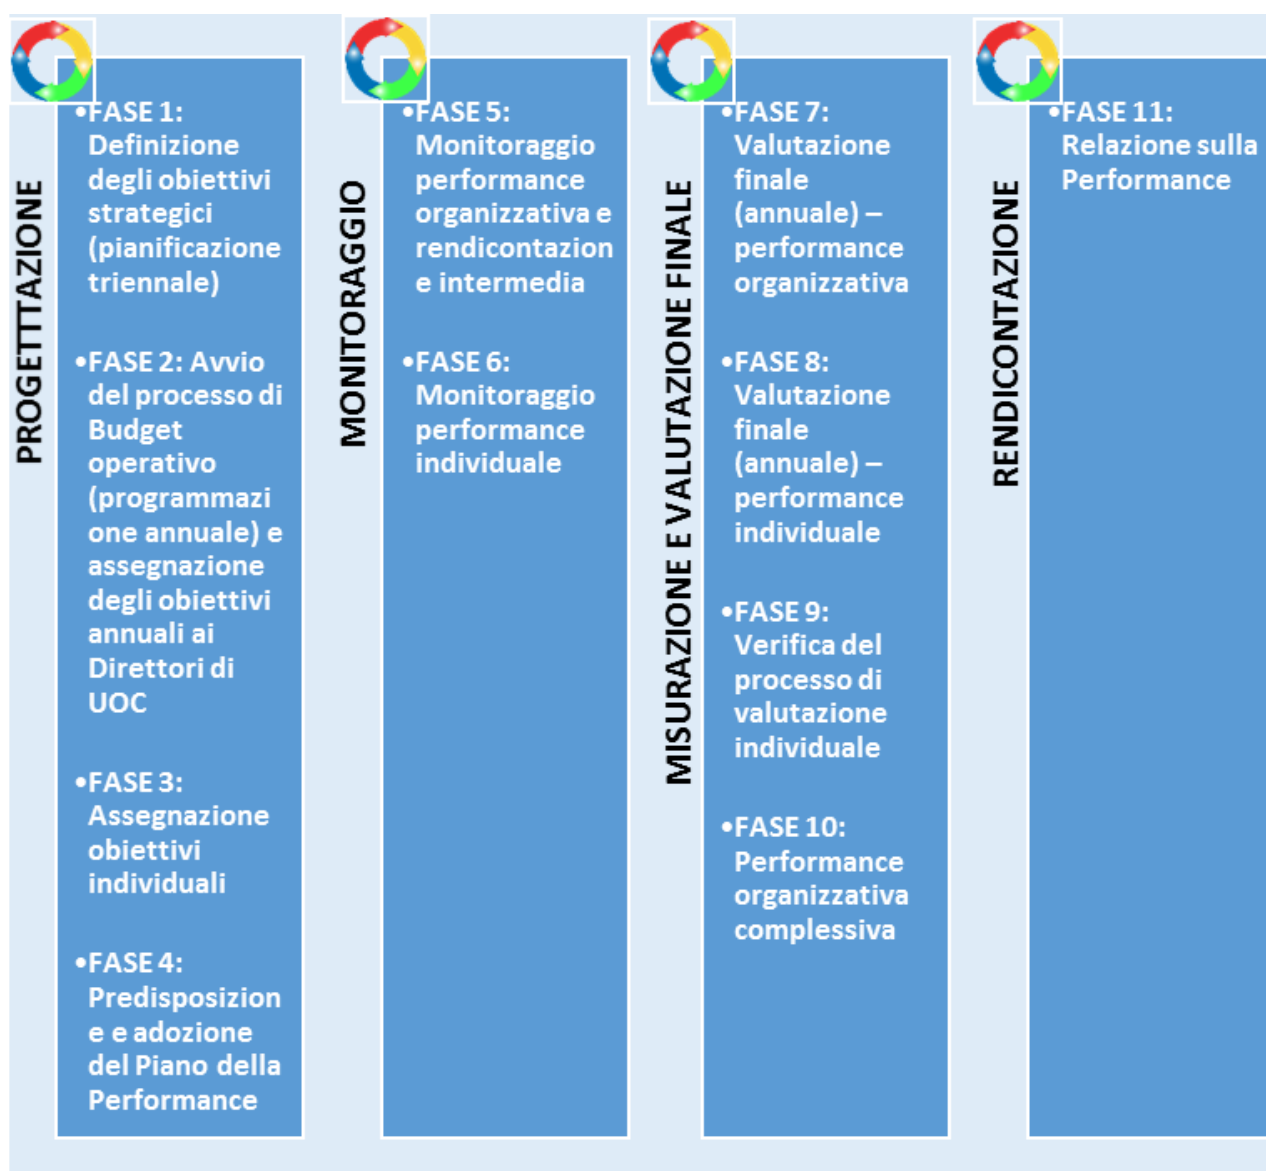 PROGETTTAZIONE
•FASE 1:
Definizione
degli obiettivi
strategici
(pianificazione
triennale)
•FASE 2: Avvio
del processo di
Budget
operativo
(programmazi
one annuale) e
assegnazione
degli obiettivi
annuali ai
Direttori di
UOC
•FASE 3:
Assegnazione
obiettivi
individuali
•FASE 4:
Predisposizion
e e adozione
del Piano della
Performance
MONITORAGGIO
•FASE 5:
Monitoraggio
performance
organizzativa e
rendicontazion
e intermedia
•FASE 6:
Monitoraggio
performance
individuale
MISURAZIONE E VALUTAZIONE FINALE
•FASE 7:
Valutazione
finale
(annuale) –
performance
organizzativa
•FASE 8:
Valutazione
finale
(annuale) –
performance
individuale
•FASE 9:
Verifica del
processo di
valutazione
individuale
•FASE 10:
Performance
organizzativa
complessiva
RENDICONTAZIONE
•FASE 11:
Relazione sulla
Performance